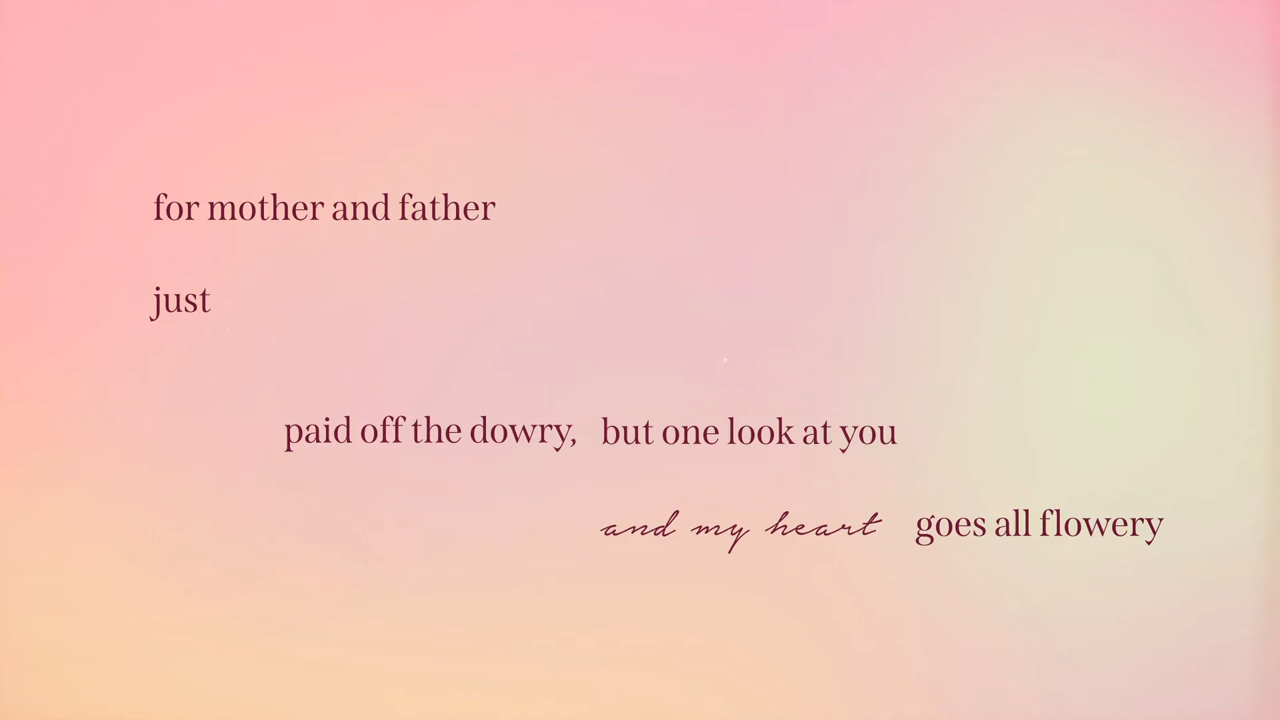 for mother and father
just
paid off the dowry, but one look at you
and my heart goes all flowery